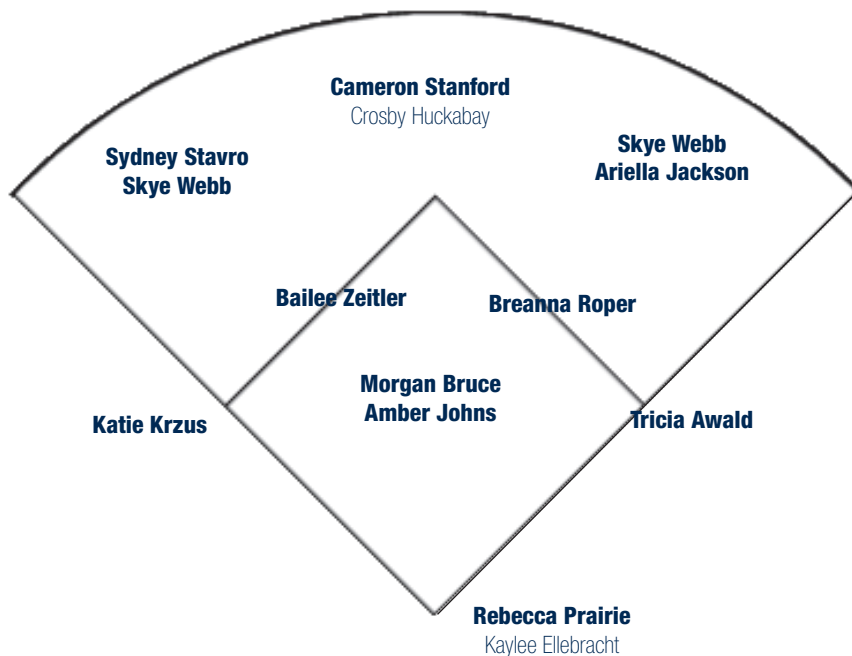 Cameron Stanford
Crosby Huckabay
Sydney Stavro
Skye Webb
Skye Webb
Ariella Jackson
Bailee Zeitler
Breanna Roper
Morgan Bruce
Amber Johns
Katie Krzus
Tricia Awald
Rebecca Prairie
Kaylee Ellebracht